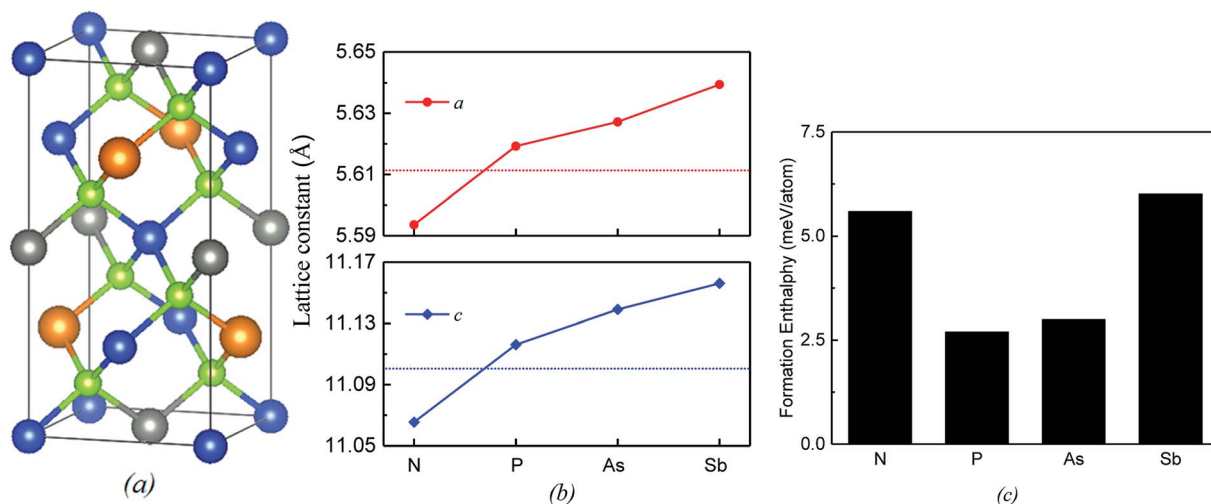 5.65
5.63
5.61
5.59
a
11.17
11.13
11.09
11.05
c
Lattice constant (Å)
N P As Sb
7.5
5.0
2.5
0.0
Formation Enthalphy (meV/atom)
N P As Sb
(a)
(b)
(c)